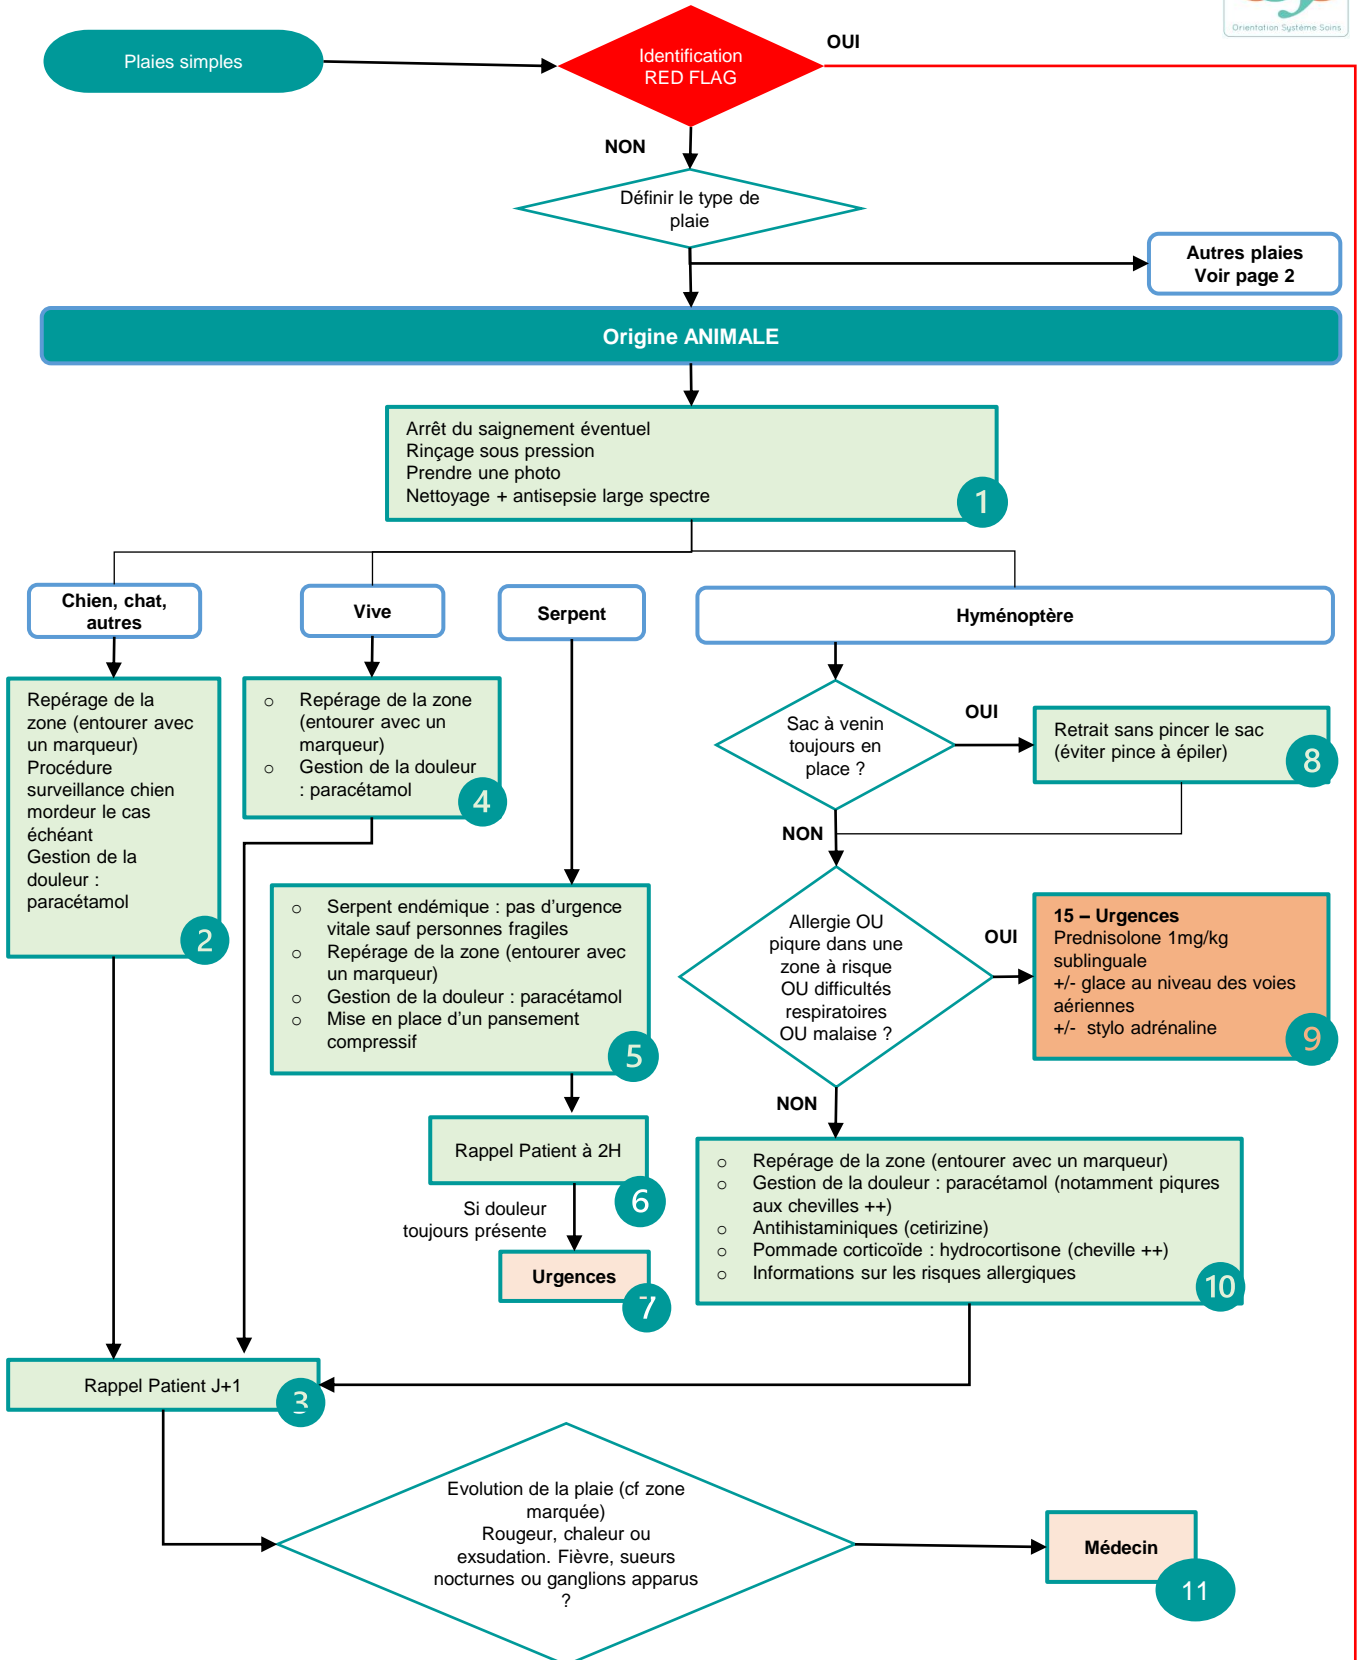 Orientation Système Soins
Plaies simples
Identification
RED FLAG
OUI
NON
Définir le type de
plaie
Autres plaies
Voir page 2
Origine ANIMALE
Arrêt du saignement éventuel
Rinçage sous pression
Prendre une photo
Nettoyage + antisepsie large spectre
1
Chien, chat,
autres
Vive
Serpent
Hyménoptère
Repérage de la
zone (entourer avec
un marqueur)
Procédure
surveillance chien
mordeur le cas
échéant
Gestion de la
douleur :
paracétamol
2
o Repérage de la zone
(entourer avec un
marqueur)
o Gestion de la douleur
: paracétamol
4
Sac à venin
toujours en
place ?
OUI
Retrait sans pincer le sac
(éviter pince à épiler)
8
NON
o Serpent endémique : pas d’urgence
vitale sauf personnes fragiles
o Repérage de la zone (entourer avec
un marqueur)
o Gestion de la douleur : paracétamol
o Mise en place d’un pansement
compressif
5
Allergie OU
piqure dans une
zone à risque
OU difficultés
respiratoires
OU malaise ?
OUI
15 – Urgences
Prednisolone 1mg/kg
sublinguale
+/- glace au niveau des voies
aériennes
+/- stylo adrénaline
9
NON
Rappel Patient à 2H
6
Si douleur
toujours présente
Urgences
7
o Repérage de la zone (entourer avec un marqueur)
o Gestion de la douleur : paracétamol (notamment piqures
aux chevilles ++)
o Antihistaminiques (cetirizine)
o Pommade corticoïde : hydrocortisone (cheville ++)
o Informations sur les risques allergiques
10
Rappel Patient J+1
3
Evolution de la plaie (cf zone
marquée)
Rougeur, chaleur ou
exsudation. Fièvre, sueurs
nocturnes ou ganglions apparus
?
Médecin
11